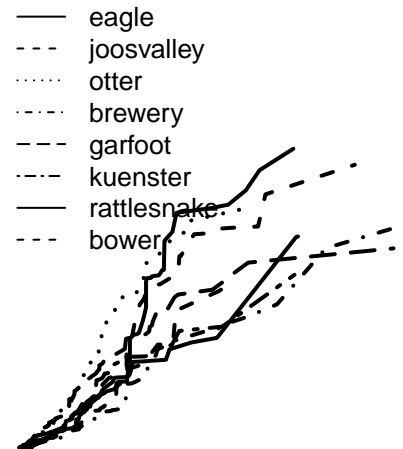 eagle
joosvalley
otter
brewery
garfoot
kuenster
rattlesnake
bower